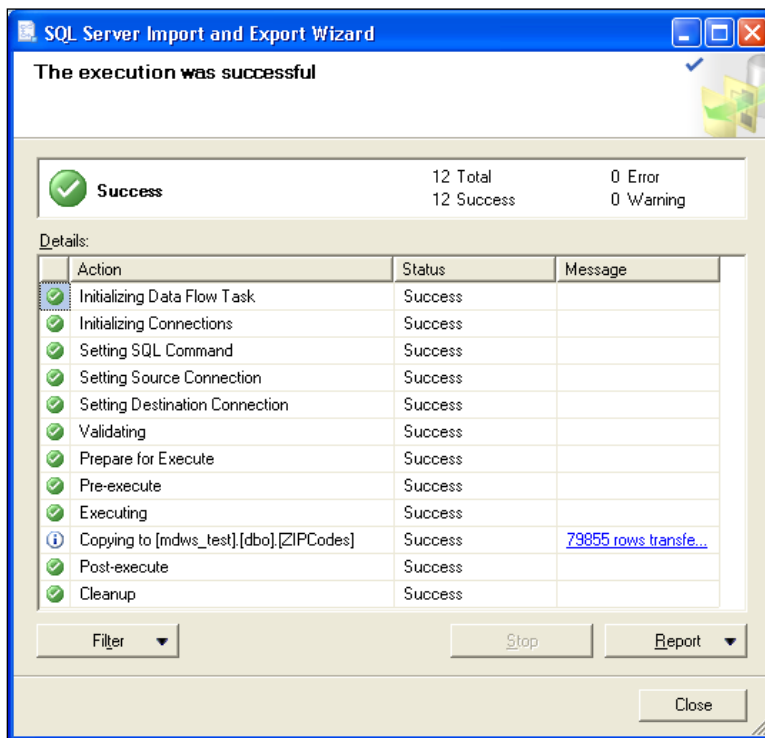 SQL Server Import and Export Wizard
The execution was successful
Success 12 Total 0 Error
12 Success 0 Warning
Details:
Action Status Message
Initializing Data Flow Task Success
Initializing Connections Success
Setting SQL Command Success
Setting Source Connection Success
Setting Destination Connection Success
Validating Success
Prepare for Execute Success
Pre-execute Success
Executing Success
Copying to [mdws_test].[dbo].[ZIPCodes] Success 79855 rows transfe...
Post-execute Success
Cleanup Success
Filter Stop Report
Close